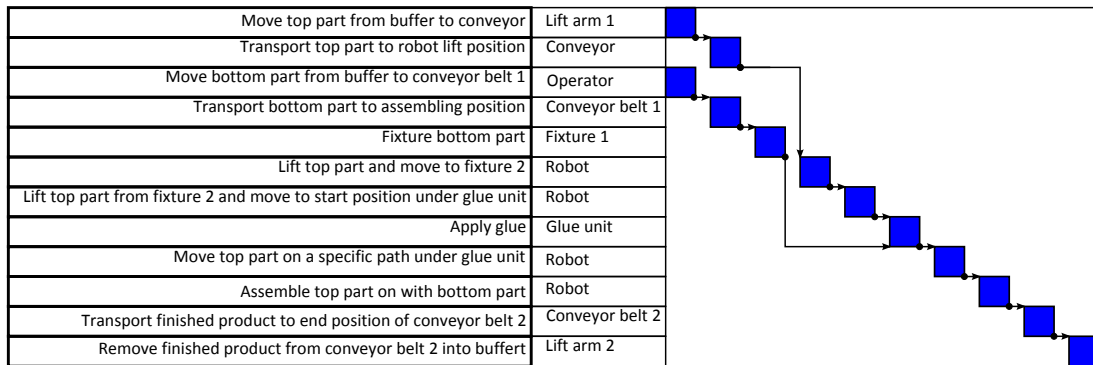 Move top part from buffer to conveyor Lift arm 1
Transport top part to robot lift position Conveyor
Move bottom part from buffer to conveyor belt 1 Operator
Transport bottom part to assembling position Conveyor belt 1
Fixture bottom part Fixture 1
Lift top part and move to fixture 2 Robot
Lift top part from fixture 2 and move to start position under glue unit Robot
Apply glue Glue unit
Move top part on a specific path under glue unit Robot
Assemble top part on with bottom part Robot
Transport finished product to end position of conveyor belt 2 Conveyor belt 2
Remove finished product from conveyor belt 2 into buffert Lift arm 2